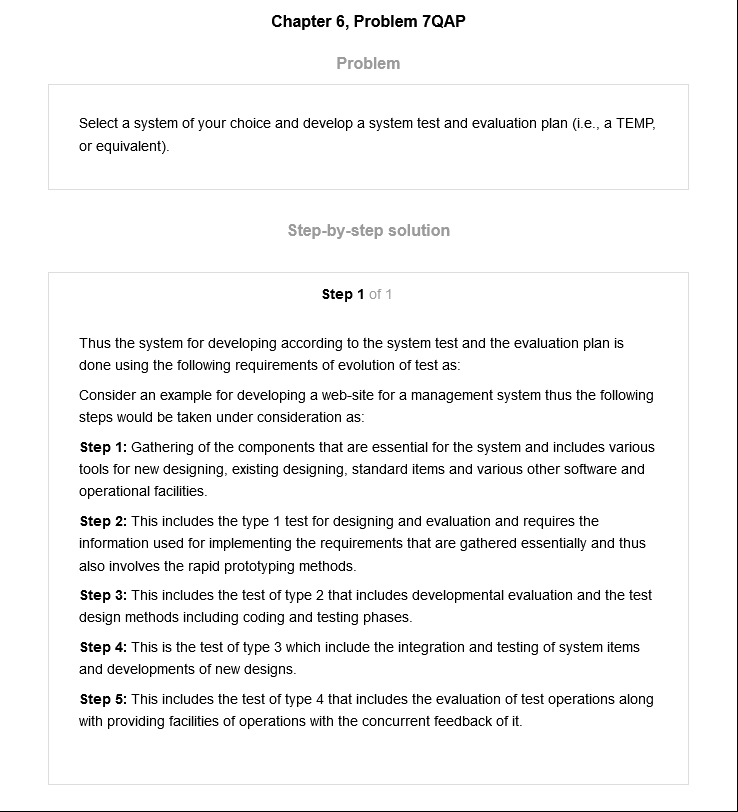 Chapter 6, Problem 7QAP
Problem
Select a system of your choice and develop a system test and evaluation plan (i.e., a TEMP,
or equivalent).
Step-by-step solution
Step 1 of 1
Thus the system for developing according to the system test and the evaluation plan is
done using the following requirements of evolution of test as:
Consider an example for developing a web-site for a management system thus the following
steps would be taken under consideration as:
Step 1: Gathering of the components that are essential for the system and includes various
tools for new designing, existing designing, standard items and various other software and
operational facilities.
Step 2: This includes the type 1 test for designing and evaluation and requires the
information used for implementing the requirements that are gathered essentially and thus
also involves the rapid prototyping methods.
Step 3: This includes the test of type 2 that includes developmental evaluation and the test
design methods including coding and testing phases.
Step 4: This is the test of type 3 which include the integration and testing of system items
and developments of new designs.
Step 5: This includes the test of type 4 that includes the evaluation of test operations along
with providing facilities of operations with the concurrent feedback of it.